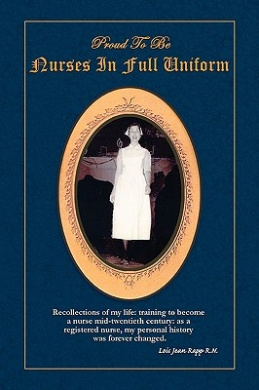 Proud To Be
Nurses In Full Uniform
Recollections of my life: training to become
a nurse mid-twentieth century: as a
registered nurse, my personal history
was forever changed.
Lois Jean Rapp R.N.